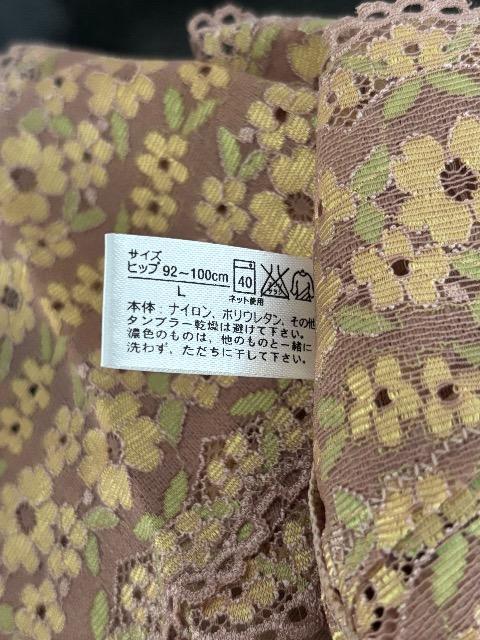 サイズ
ヒップ 92～100cm
L
40
ネット使用
本体：ナイロン、ポリウレタン、その他
タンブラー乾燥は避けて下さい。
濃色のものは、他のものと一緒に
洗わず、ただちに干して下さい。